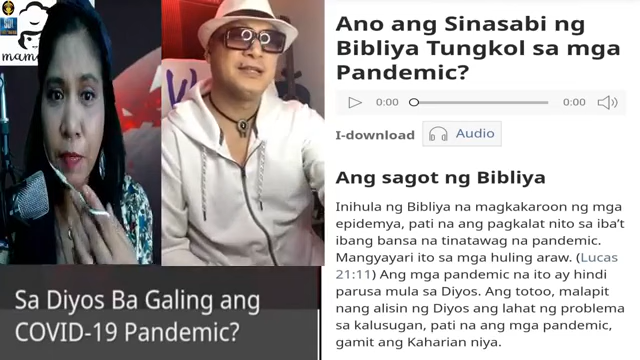 mam
Sa Diyos Ba Galing ang
COVID-19 Pandemic?
Ano ang Sinasabi ng
Bibliya Tungkol sa mga
Pandemic?
0:00
0:00
I-download
Audio
Ang sagot ng Bibliya
Inihula ng Bibliya na magkakaroon ng mga
epidemya, pati na ang pagkalat nito sa iba't
ibang bansa na tinatawag na pandemic.
Mangyayari ito sa mga huling araw. (Lucas
21:11) Ang mga pandemic na ito ay hindi
parusa mula sa Diyos. Ang totoo, malapit
nang alisin ng Diyos ang lahat ng problema
sa kalusugan, pati na ang mga pandemic,
gamit ang Kaharian niya.